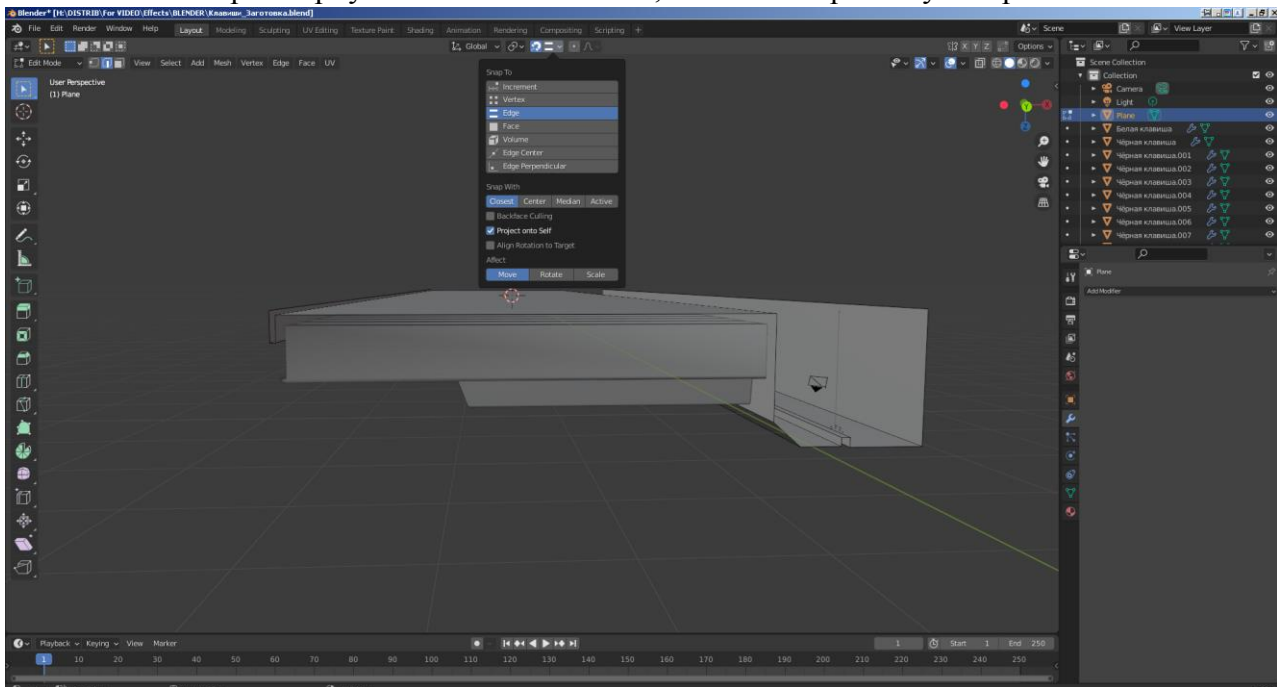 Blender* [H:\DISTRIB\For VIDEO\Effects\BLENDER\Клавиши_Заготовка.blend]
File Edit Render Window Help Layout Modeling Sculpting UV Editing Texture Paint Shading Animation Rendering Compositing Scripting + Scene View Layer
Global X Y Z Options
Edit Mode View Select Add Mesh Vertex Edge Face UV
User Perspective
(1) Plane
Snap To
Increment
Vertex
Edge
Face
Volume
Edge Center
Edge Perpendicular
Snap With
Closest Center Median Active
Backface Culling
Project onto Self
Align Rotation to Target
Affect
Move Rotate Scale
Scene Collection
Collection
Camera
Light
Plane
Белая клавиша
Чёрная клавиша
Чёрная клавиша.001
Чёрная клавиша.002
Чёрная клавиша.003
Чёрная клавиша.004
Чёрная клавиша.005
Чёрная клавиша.006
Чёрная клавиша.007
Plane
Add Modifier
Playback Keying View Marker 1 Start 1 End 250
1 10 20 30 40 50 60 70 80 90 100 110 120 130 140 150 160 170 180 190 200 210 220 230 240 250